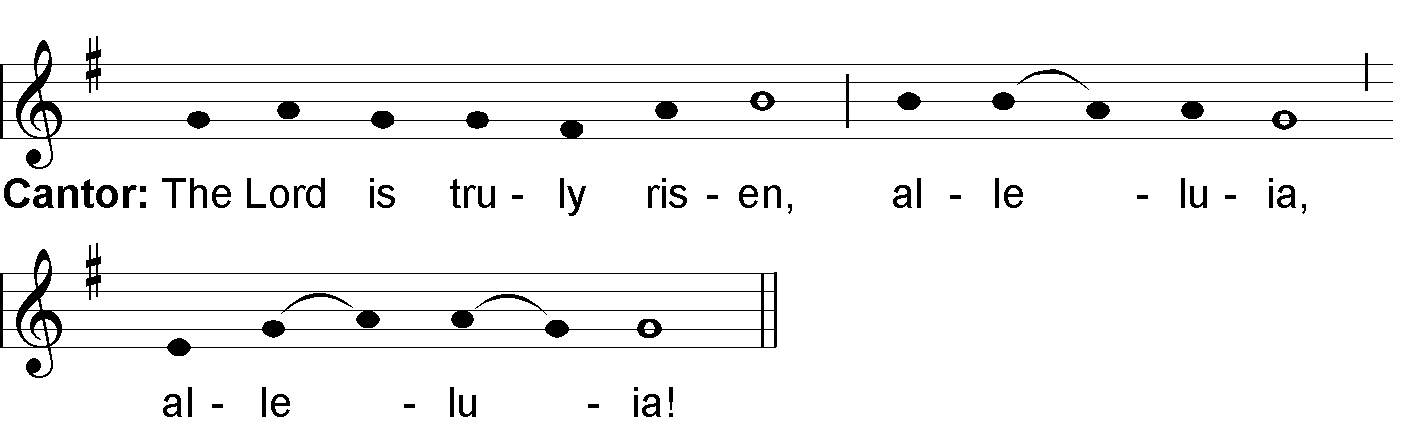 Cantor: The Lord is tru - ly ris - en, al - le - lu - ia,
al - le - lu - ia!